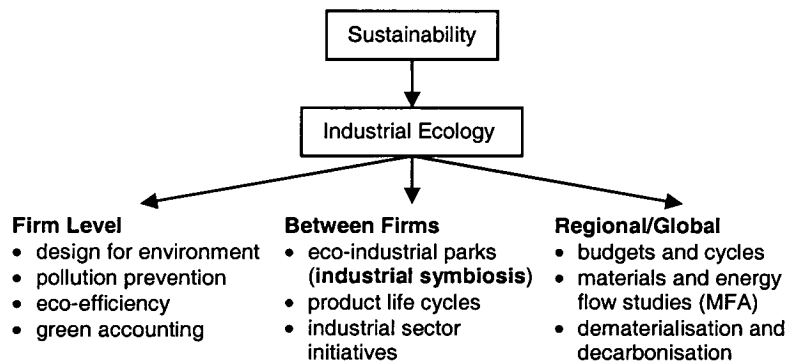 Sustainability
Industrial Ecology
Firm Level
• design for environment
• pollution prevention
• eco-efficiency
• green accounting
Between Firms
• eco-industrial parks
(industrial symbiosis)
• product life cycles
• industrial sector
initiatives
Regional/Global
• budgets and cycles
• materials and energy
flow studies (MFA)
• dematerialisation and
decarbonisation